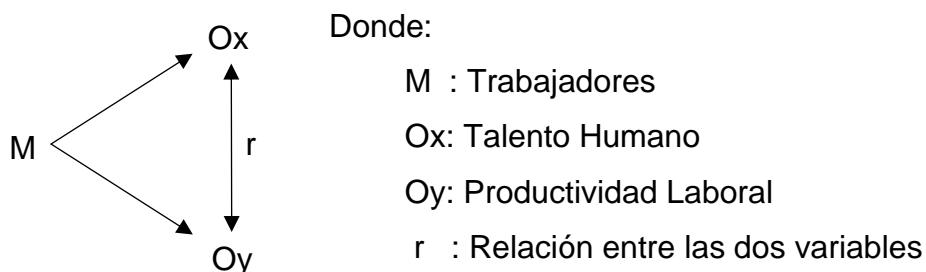 Ox
M
r
Oy
Donde:
M : Trabajadores
Ox: Talento Humano
Oy: Productividad Laboral
r : Relación entre las dos variables